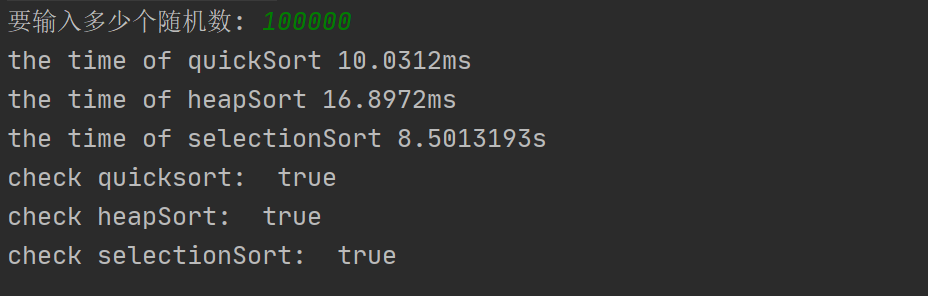 要输入多少个随机数: 100000
the time of quickSort 10.0312ms
the time of heapSort 16.8972ms
the time of selectionSort 8.5013193s
check quicksort:  true
check heapSort:  true
check selectionSort:  true